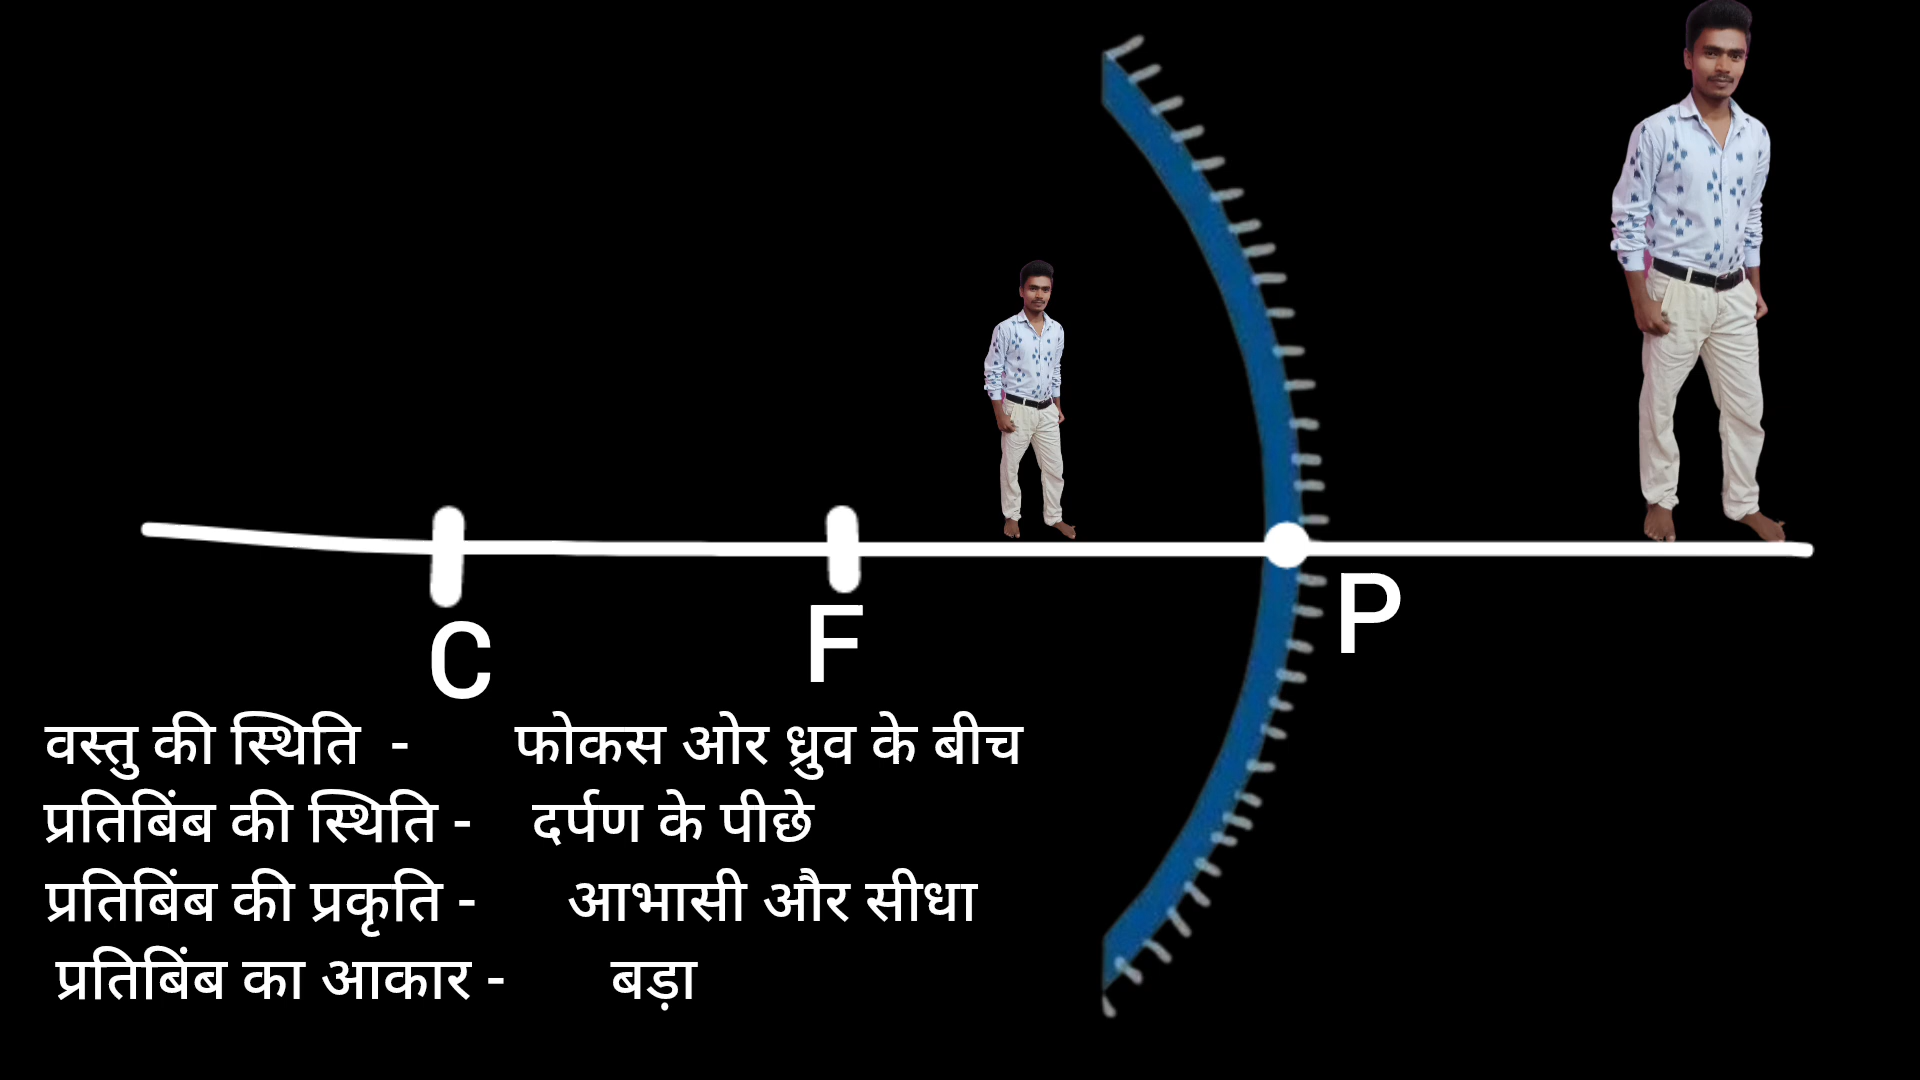 C
F
P
वस्तु की स्थिति - फोकस ओर ध्रुव के बीच
प्रतिबिंब की स्थिति - दर्पण के पीछे
प्रतिबिंब की प्रकृति - आभासी और सीधा
प्रतिबिंब का आकार - बड़ा